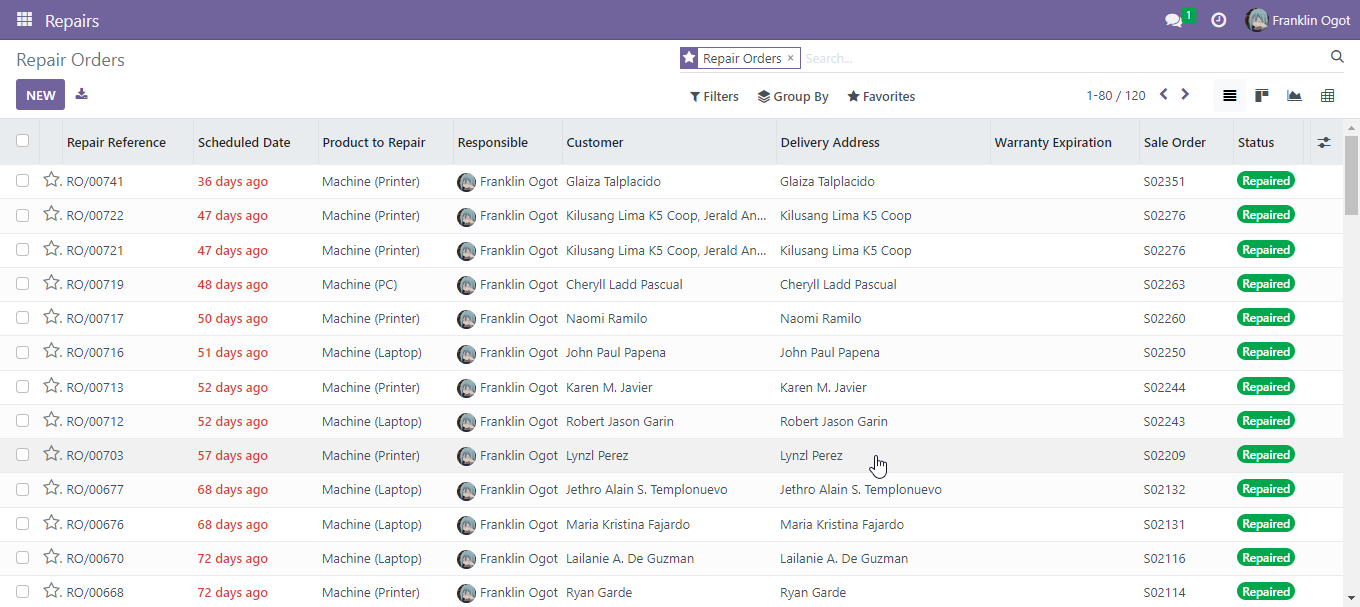 Repairs 1 Franklin Ogot
Repair Orders Repair Orders × Search...
NEW Filters Group By Favorites 1-80 / 120
Repair Reference Scheduled Date Product to Repair Responsible Customer Delivery Address Warranty Expiration Sale Order Status
RO/00741 36 days ago Machine (Printer) Franklin Ogot Glaiza Talplacido Glaiza Talplacido S02351 Repaired
RO/00722 47 days ago Machine (Printer) Franklin Ogot Kilusang Lima K5 Coop, Jerald An... Kilusang Lima K5 Coop S02276 Repaired
RO/00721 47 days ago Machine (Printer) Franklin Ogot Kilusang Lima K5 Coop, Jerald An... Kilusang Lima K5 Coop S02276 Repaired
RO/00719 48 days ago Machine (PC) Franklin Ogot Cheryll Ladd Pascual Cheryll Ladd Pascual S02263 Repaired
RO/00717 50 days ago Machine (Printer) Franklin Ogot Naomi Ramilo Naomi Ramilo S02260 Repaired
RO/00716 51 days ago Machine (Laptop) Franklin Ogot John Paul Papena John Paul Papena S02250 Repaired
RO/00713 52 days ago Machine (Printer) Franklin Ogot Karen M. Javier Karen M. Javier S02244 Repaired
RO/00712 52 days ago Machine (Laptop) Franklin Ogot Robert Jason Garin Robert Jason Garin S02243 Repaired
RO/00703 57 days ago Machine (Printer) Franklin Ogot Lynzl Perez Lynzl Perez S02209 Repaired
RO/00677 68 days ago Machine (Laptop) Franklin Ogot Jethro Alain S. Templonuevo Jethro Alain S. Templonuevo S02132 Repaired
RO/00676 68 days ago Machine (Laptop) Franklin Ogot Maria Kristina Fajardo Maria Kristina Fajardo S02131 Repaired
RO/00670 72 days ago Machine (Laptop) Franklin Ogot Lailanie A. De Guzman Lailanie A. De Guzman S02116 Repaired
RO/00668 72 days ago Machine (Printer) Franklin Ogot Ryan Garde Ryan Garde S02114 Repaired